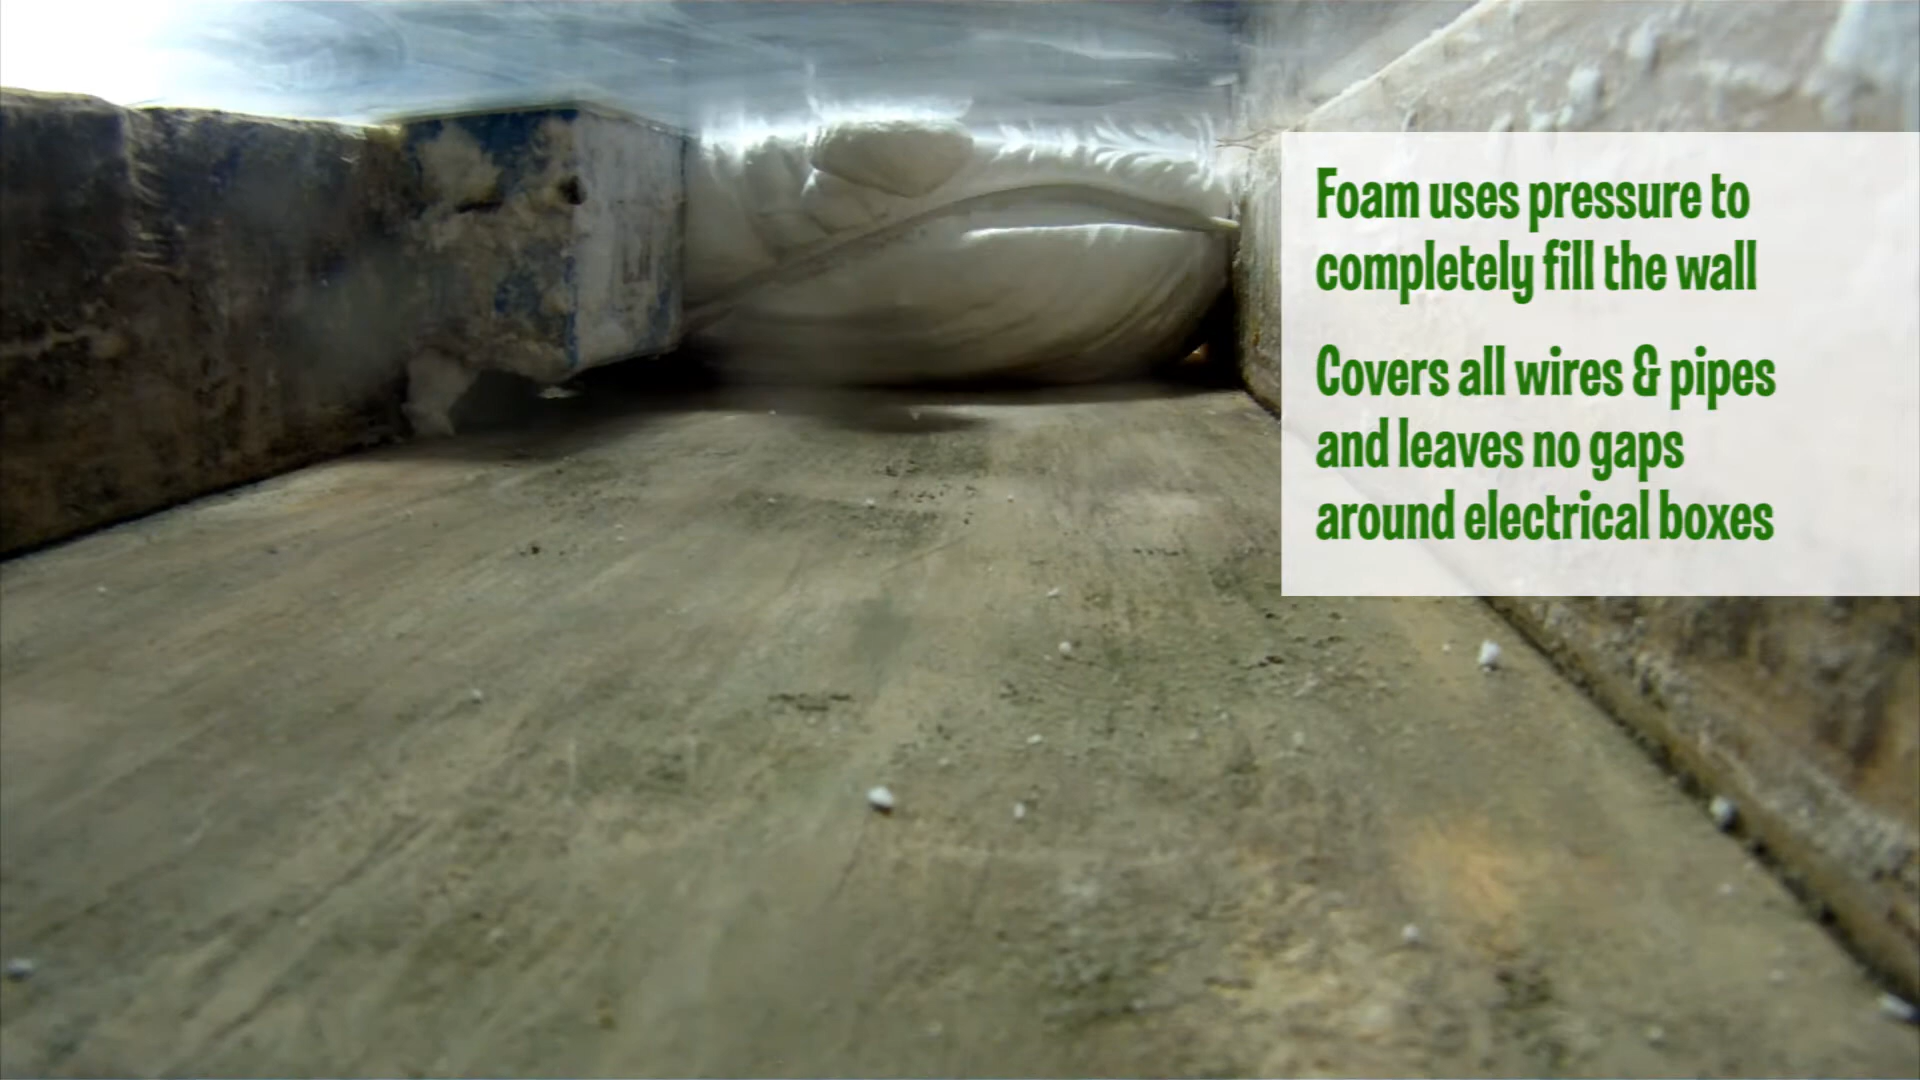 Foam uses pressure to
completely fill the wall
Covers all wires & pipes
and leaves no gaps
around electrical boxes